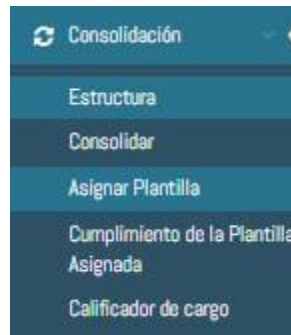 Consolidación
Estructura
Consolidar
Asignar Plantilla
Cumplimiento de la Plantilla
Asignada
Calificador de cargo